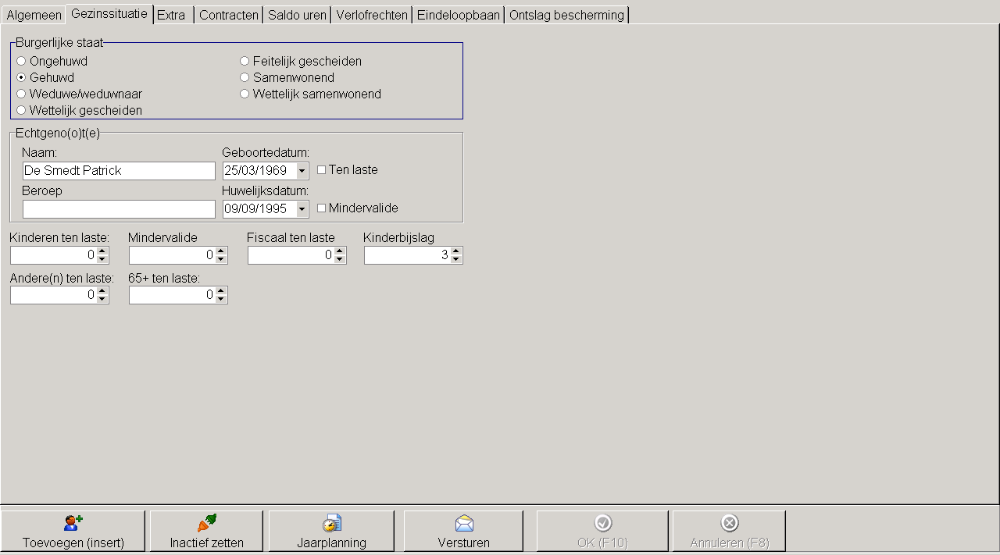 Algemeen Gezinssituatie Extra Contracten Saldo uren Verlofrechten Eindeloopbaan Ontslag bescherming
Burgerlijke staat
Ongehuwd Feitelijk gescheiden
Gehuwd Samenwonend
Weduwe/weduwnaar Wettelijk samenwonend
Wettelijk gescheiden
Echtgeno(o)t(e)
Naam: Geboortedatum:
De Smedt Patrick 25/03/1969 Ten laste
Beroep Huwelijksdatum:
09/09/1995 Mindervalide
Kinderen ten laste: Mindervalide Fiscaal ten laste Kinderbijslag
0 0 0 3
Andere(n) ten laste: 65+ ten laste:
0 0
Toevoegen (insert) Inactief zetten Jaarplanning Versturen OK (F10) Annuleren (F8)